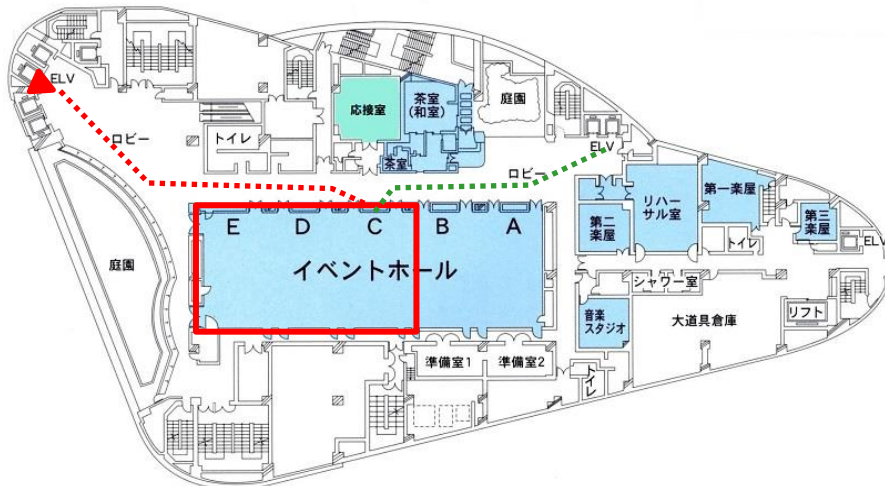 ELV
ロビー
トイレ
応接室
茶室
(和室)
茶室
庭園
ELV
ロビー
リハー
サル室
第一楽屋
第二
楽屋
第三
楽屋
トイレ
ELV
E
D
C
B
A
イベントホール
庭園
シャワー室
音楽
スタジオ
大道具倉庫
リフト
準備室1
準備室2
トイレ